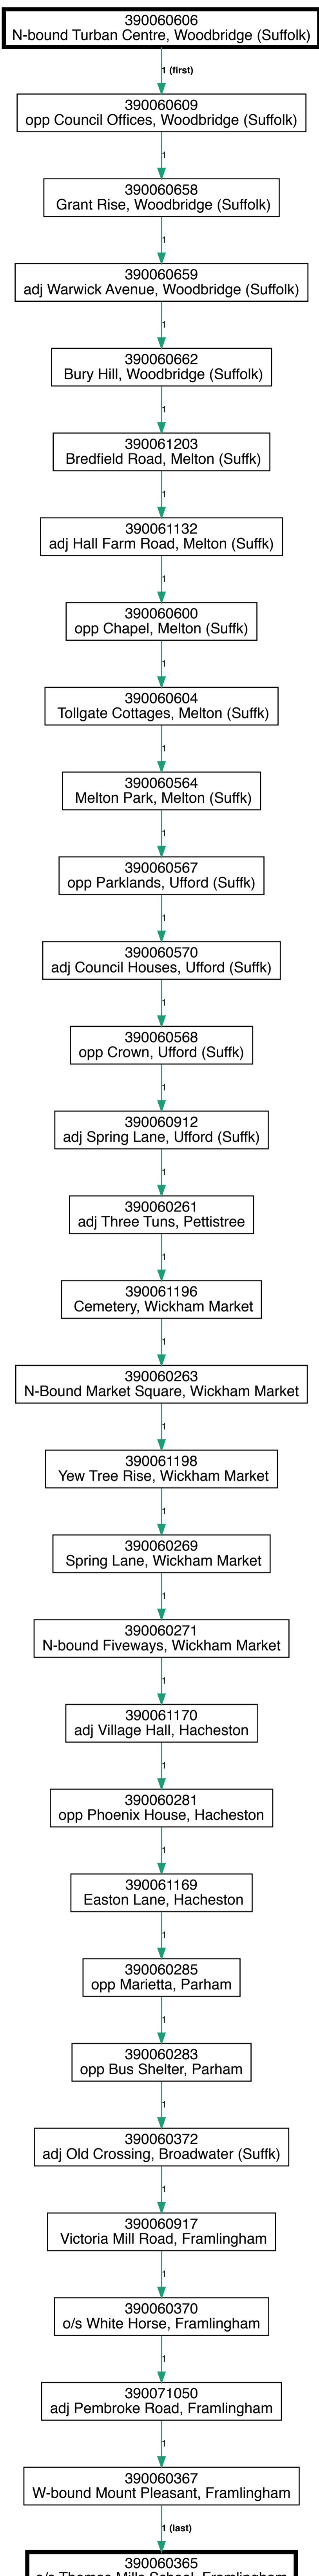 390060606
N-bound Turban Centre, Woodbridge (Suffolk)
1 (first)
390060609
opp Council Offices, Woodbridge (Suffolk)
1
390060658
Grant Rise, Woodbridge (Suffolk)
1
390060659
adj Warwick Avenue, Woodbridge (Suffolk)
1
390060662
Bury Hill, Woodbridge (Suffolk)
1
390061203
Bredfield Road, Melton (Suffk)
1
390061132
adj Hall Farm Road, Melton (Suffk)
1
390060600
opp Chapel, Melton (Suffk)
1
390060604
Tollgate Cottages, Melton (Suffk)
1
390060564
Melton Park, Melton (Suffk)
1
390060567
opp Parklands, Ufford (Suffk)
1
390060570
adj Council Houses, Ufford (Suffk)
1
390060568
opp Crown, Ufford (Suffk)
1
390060912
adj Spring Lane, Ufford (Suffk)
1
390060261
adj Three Tuns, Pettistree
1
390061196
Cemetery, Wickham Market
1
390060263
N-Bound Market Square, Wickham Market
1
390061198
Yew Tree Rise, Wickham Market
1
390060269
Spring Lane, Wickham Market
1
390060271
N-bound Fiveways, Wickham Market
1
390061170
adj Village Hall, Hacheston
1
390060281
opp Phoenix House, Hacheston
1
390061169
Easton Lane, Hacheston
1
390060285
opp Marietta, Parham
1
390060283
opp Bus Shelter, Parham
1
390060372
adj Old Crossing, Broadwater (Suffk)
1
390060917
Victoria Mill Road, Framlingham
1
390060370
o/s White Horse, Framlingham
1
390071050
adj Pembroke Road, Framlingham
1
390060367
W-bound Mount Pleasant, Framlingham
1 (last)
390060365
o/s Thomas Mills School, Framlingham